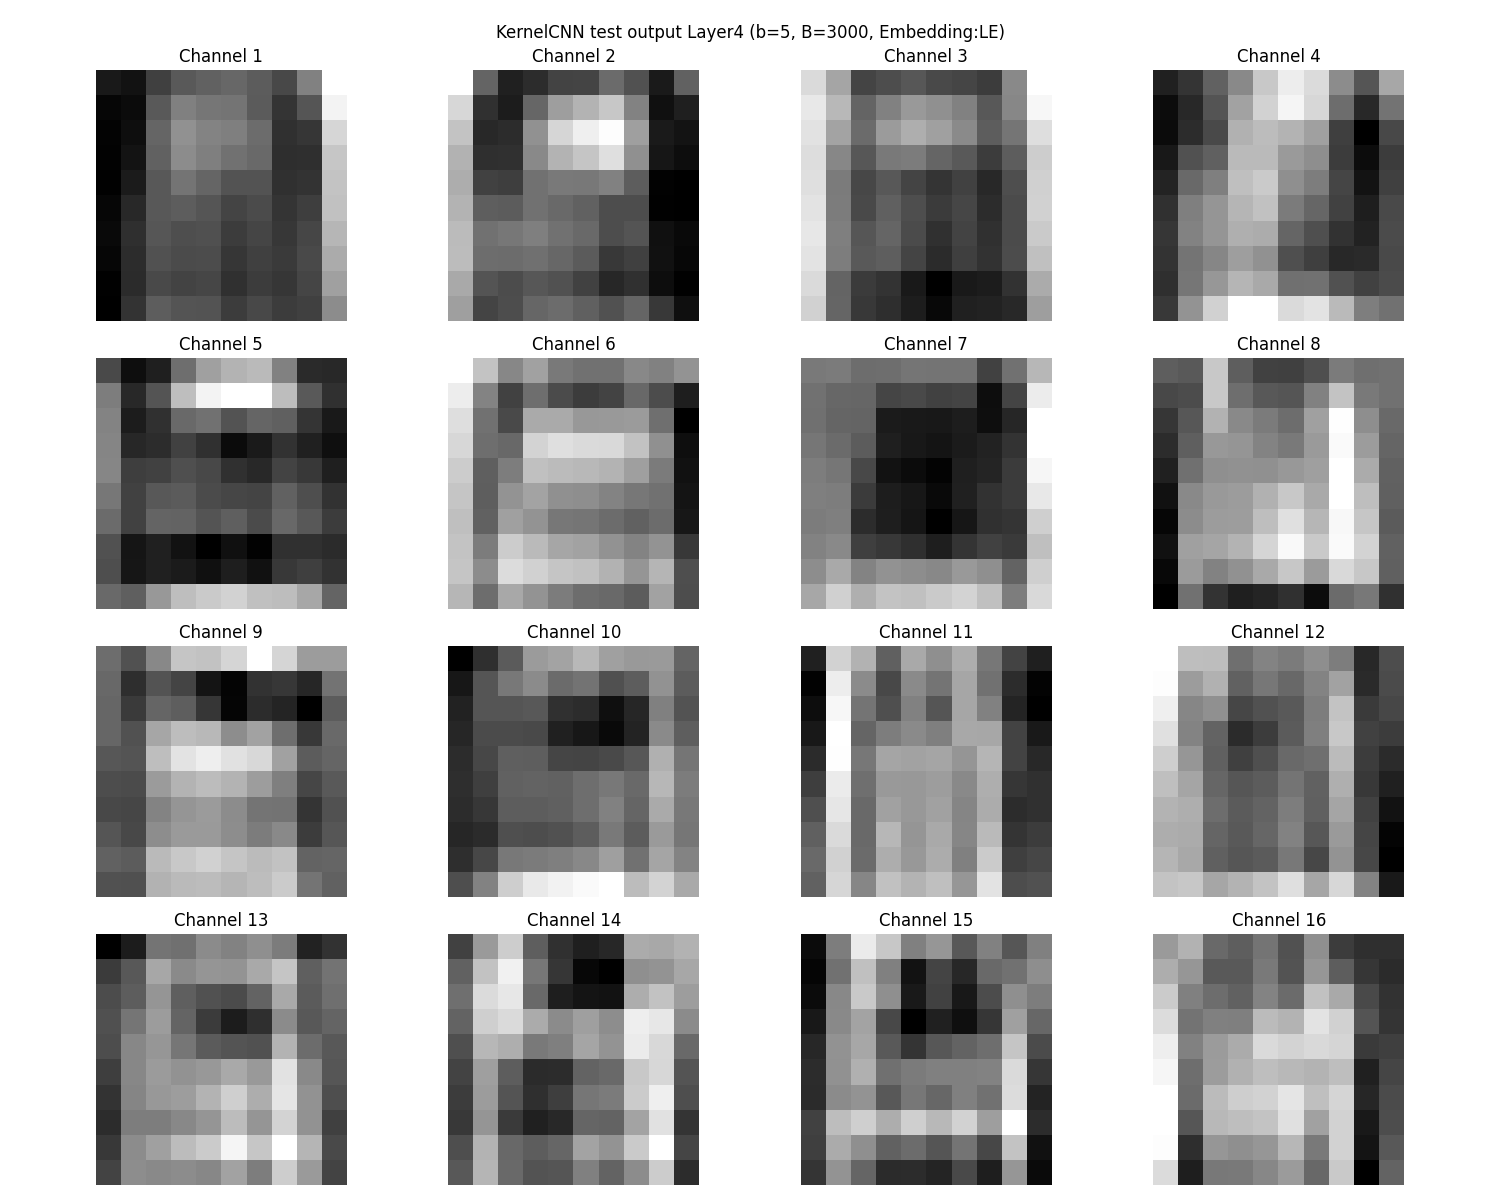 KernelCNN test output Layer4 (b=5, B=3000, Embedding:LE)
Channel 1
Channel 2
Channel 3
Channel 4
Channel 5
Channel 6
Channel 7
Channel 8
Channel 9
Channel 10
Channel 11
Channel 12
Channel 13
Channel 14
Channel 15
Channel 16